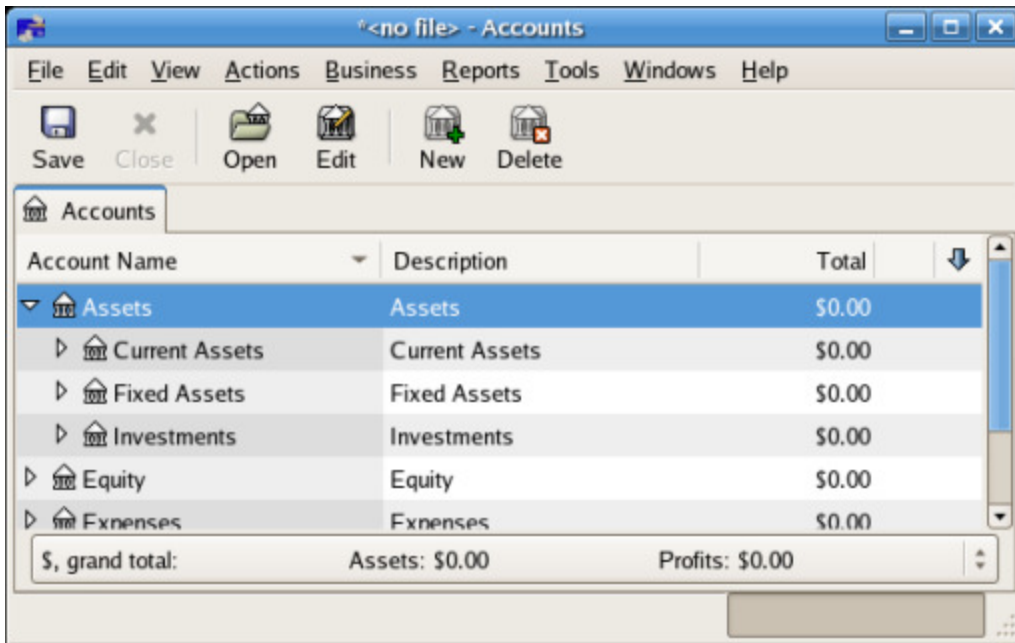 *<no file> - Accounts
File Edit View Actions Business Reports Tools Windows Help
Save Close Open Edit New Delete
Accounts
Account Name Description Total
Assets Assets $0.00
Current Assets Current Assets $0.00
Fixed Assets Fixed Assets $0.00
Investments Investments $0.00
Equity Equity $0.00
Expenses Expenses $0.00
$, grand total: Assets: $0.00 Profits: $0.00